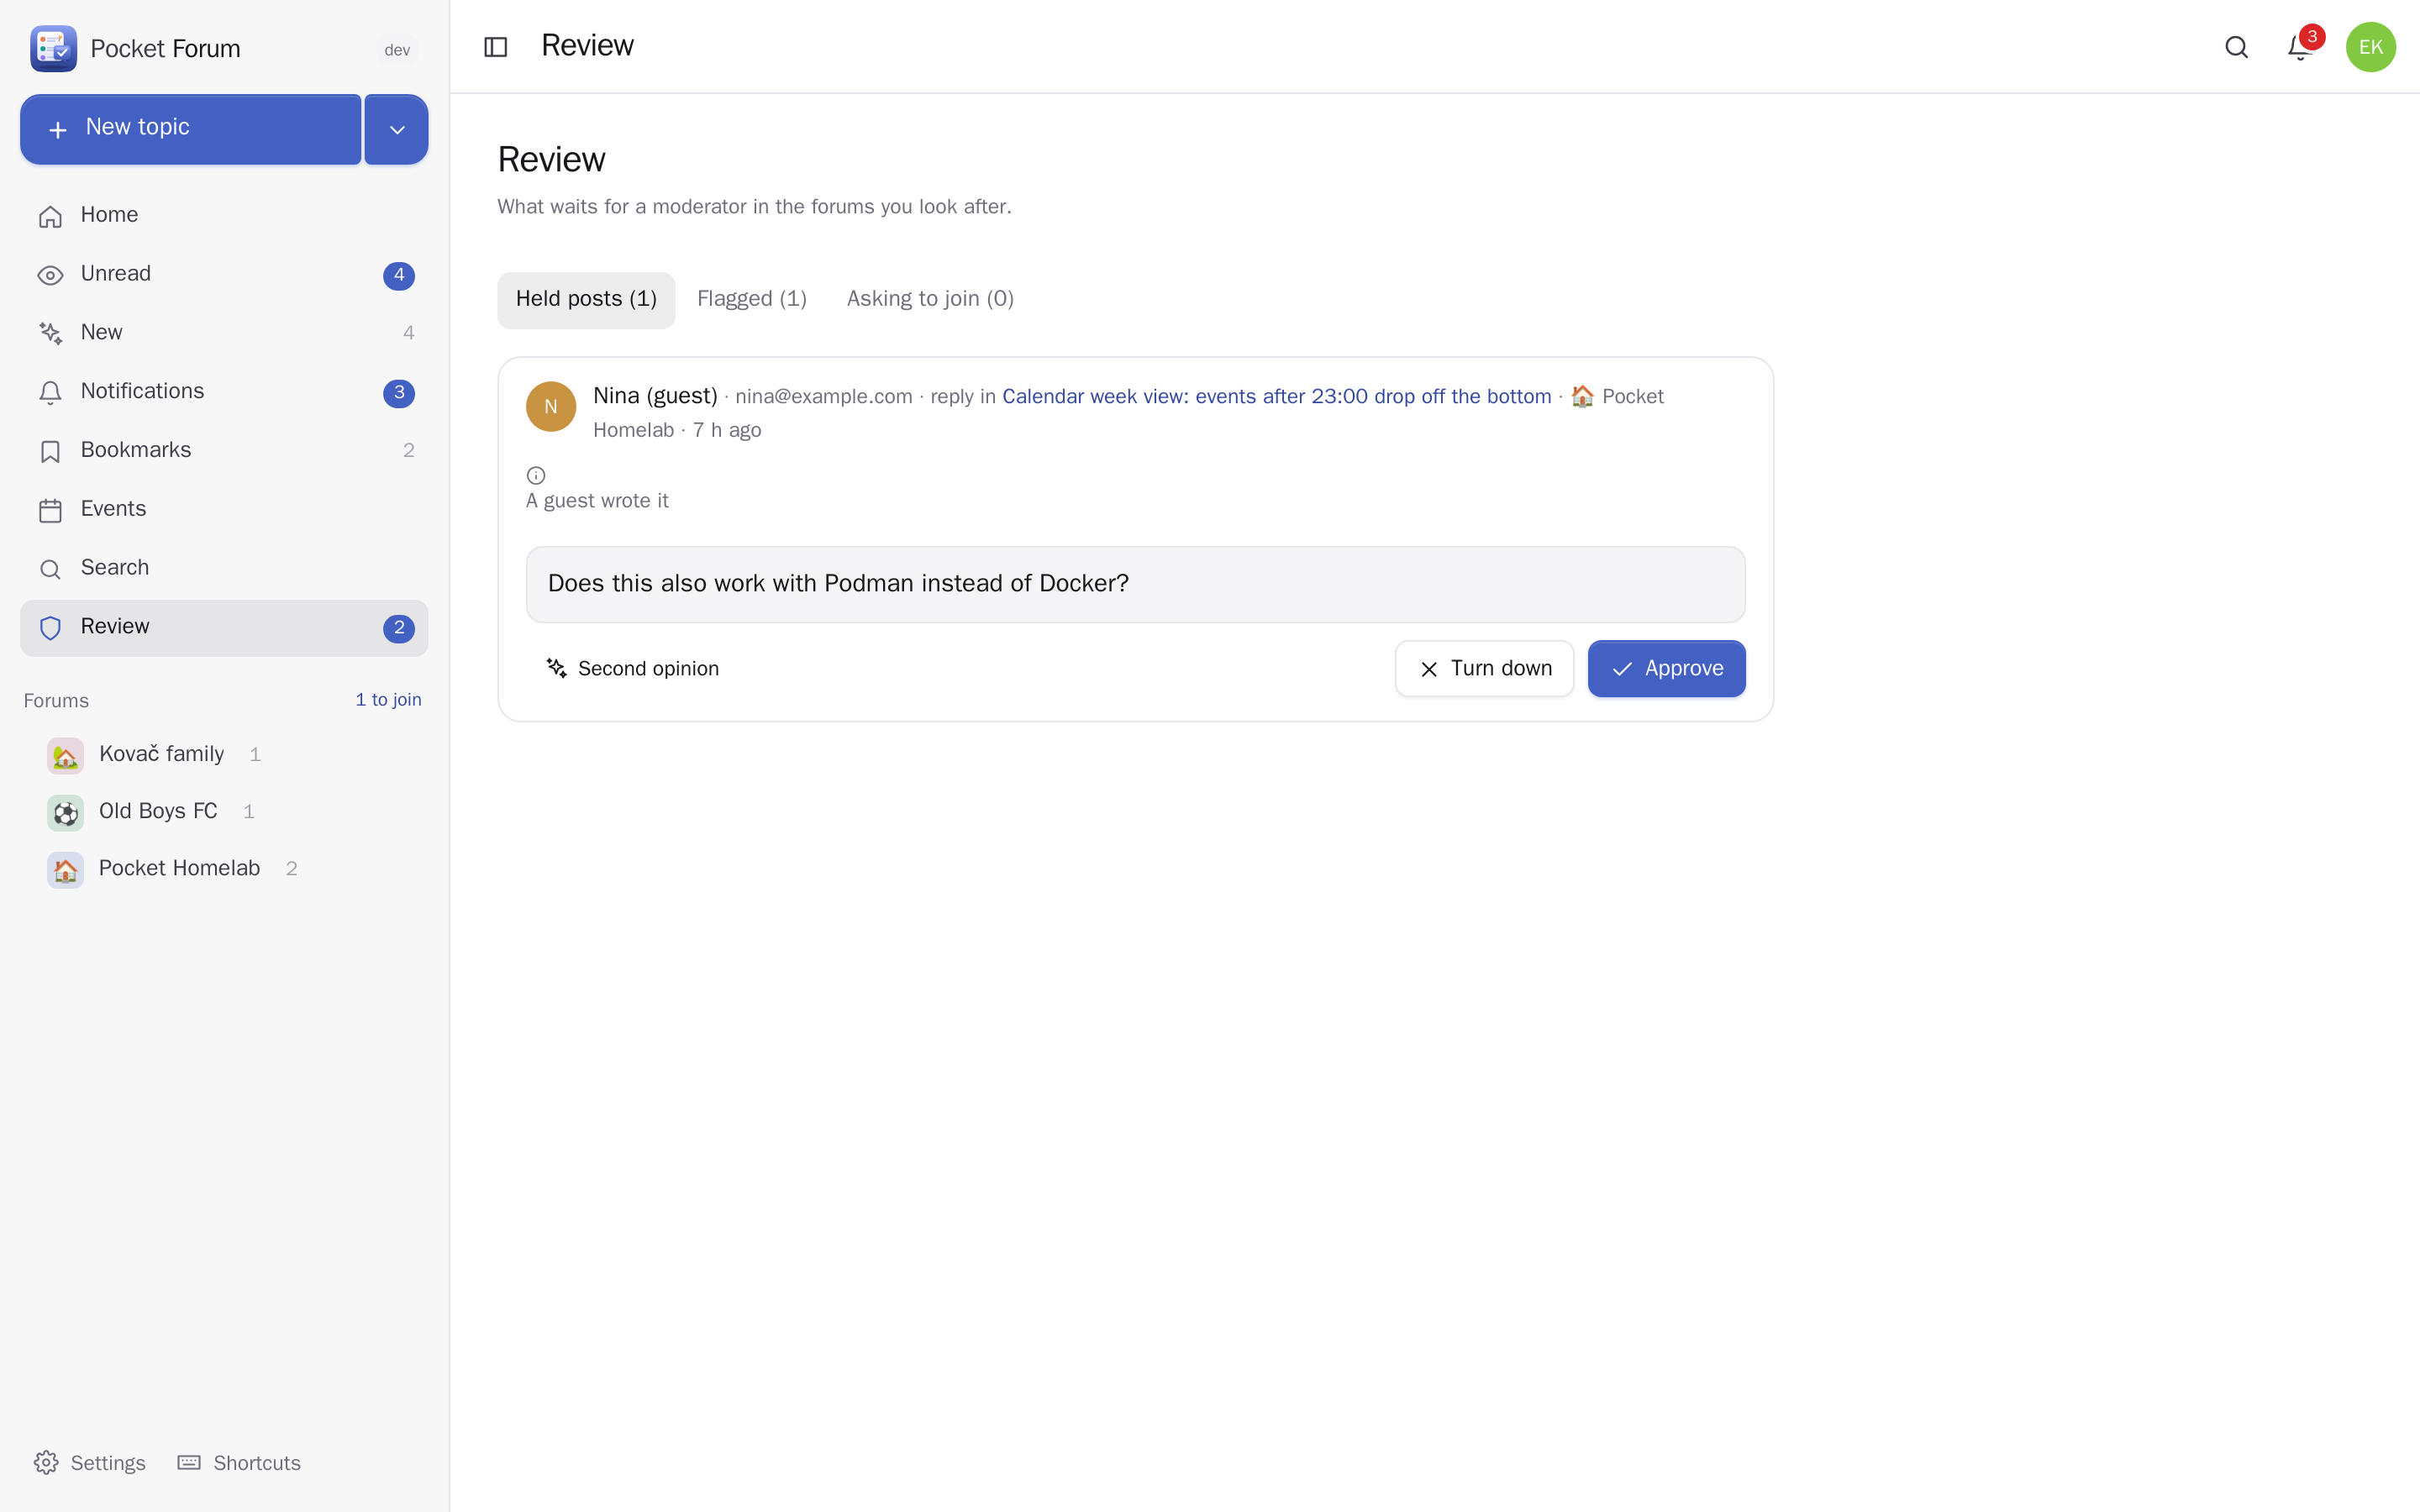 Pocket Forum
dev
New topic
Home
Unread 4
New 4
Notifications 3
Bookmarks 2
Events
Search
Review 2
Forums 1 to join
Kovač family 1
Old Boys FC 1
Pocket Homelab 2
Settings
Shortcuts
Review
3
EK
Review
What waits for a moderator in the forums you look after.
Held posts (1) Flagged (1) Asking to join (0)
N
Nina (guest) · nina@example.com · reply in Calendar week view: events after 23:00 drop off the bottom · 🏠 Pocket
Homelab · 7 h ago
A guest wrote it
Does this also work with Podman instead of Docker?
Second opinion
Turn down
Approve